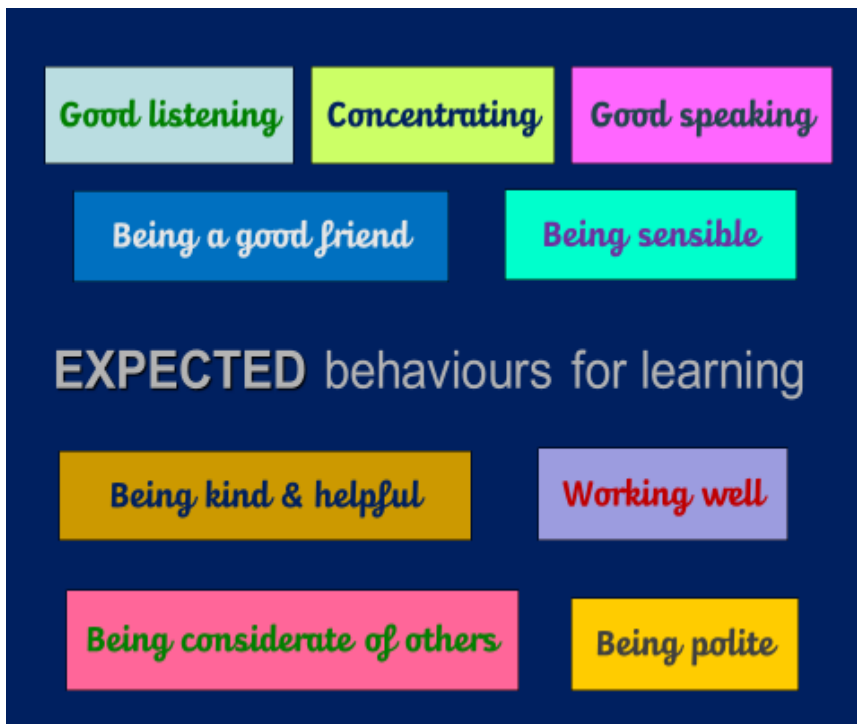 Good listening
Concentrating
Good speaking
Being a good friend
Being sensible
EXPECTED behaviours for learning
Being kind & helpful
Working well
Being considerate of others
Being polite